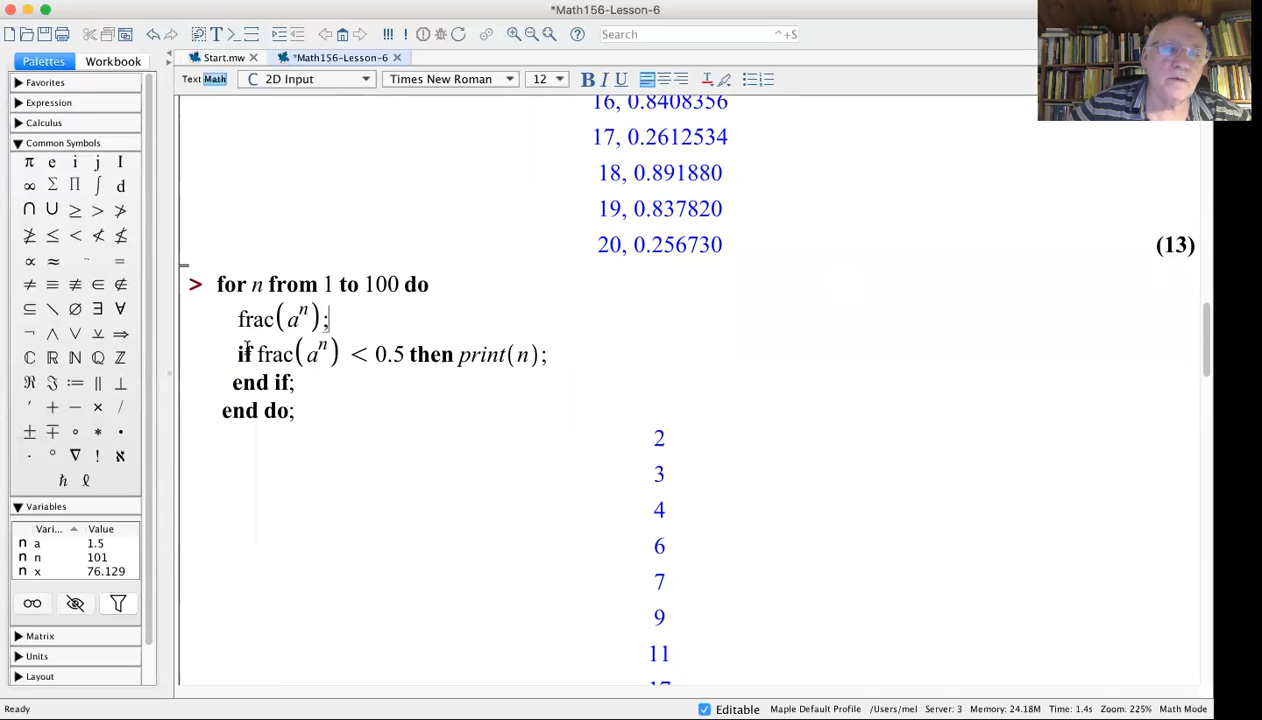 *Math156-Lesson-6
Search
⌃+S
Palettes
Workbook
Start.mw
*Math156-Lesson-6
Text
Math
C 2D Input
Times New Roman
12
B I U
Favorites
Expression
Calculus
Common Symbols
π e i j I
∞ ∑ ∏ ∫ d
∩ ∪ ≥ > ≯
≱ ≤ < ≮ ≰
∝ ≈ ~ =
≠ ≡ ≢ ∈ ∉
⊆ \ ∅ ∃ ∀
¬ ∧ ∨ ⊻ ⇒
ℂ ℝ ℕ ℚ ℤ
ℜ ℑ := ∥ ⊥
′ + − × /
± ∓ ∘ * •
· ° ∇ ! ℵ
ℏ ℓ
Variables
Vari... Value
n a 1.5
n n 101
n x 76.129
Matrix
Units
Layout
16, 0.8408356
17, 0.2612534
18, 0.891880
19, 0.837820
20, 0.256730
(13)
> for n from 1 to 100 do
frac(aⁿ);
if frac(aⁿ) < 0.5 then print(n);
end if;
end do;
2
3
4
6
7
9
11
17
Ready
Editable
Maple Default Profile
/Users/mel
Server: 3
Memory: 24.18M
Time: 1.4s
Zoom: 225%
Math Mode